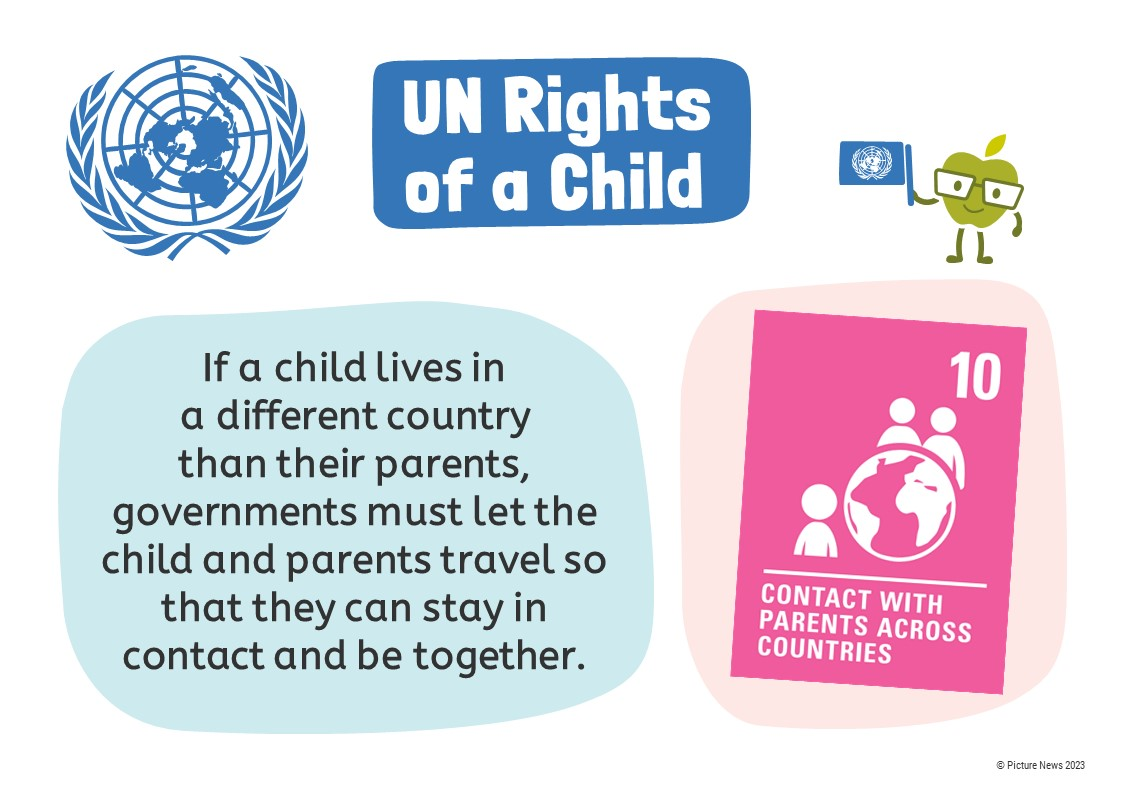 UN Rights
of a Child
If a child lives in
a different country
than their parents,
governments must let the
child and parents travel so
that they can stay in
contact and be together.
10
CONTACT WITH
PARENTS ACROSS
COUNTRIES
© Picture News 2023